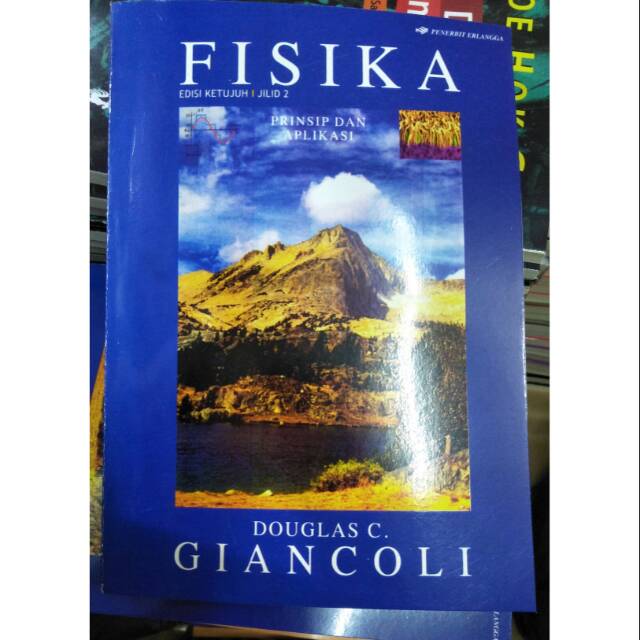 PENERBIT ERLANGGA
FISIKA
EDISI KETUJUH | JILID 2
PRINSIP DAN
APLIKASI
DOUGLAS C.
GIANCOLI